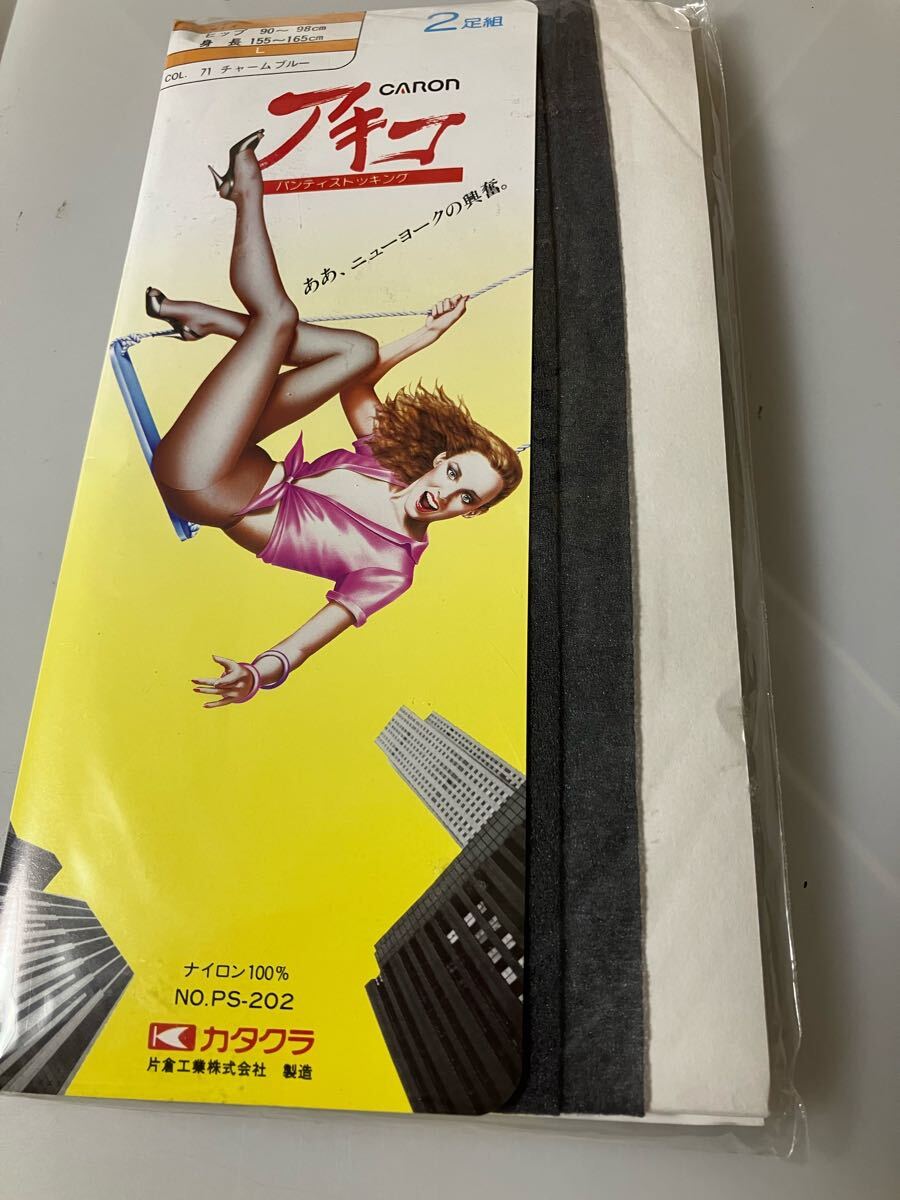 2足組
ヒップ 90～98cm
身長 155～165cm
L
COL. 71 チャームブルー
CARON
アキコ
パンティストッキング
ああ、ニューヨークの興奮。
ナイロン100%
NO.PS-202
カタクラ
片倉工業株式会社 製造